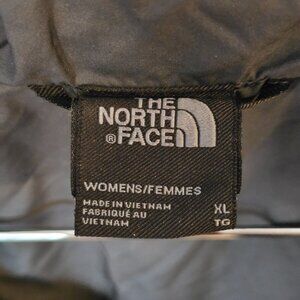 THE
NORTH
®FACE
WOMENS/FEMMES
MADE IN VIETNAM XL
FABRIQUÉ AU
VIETNAM TG